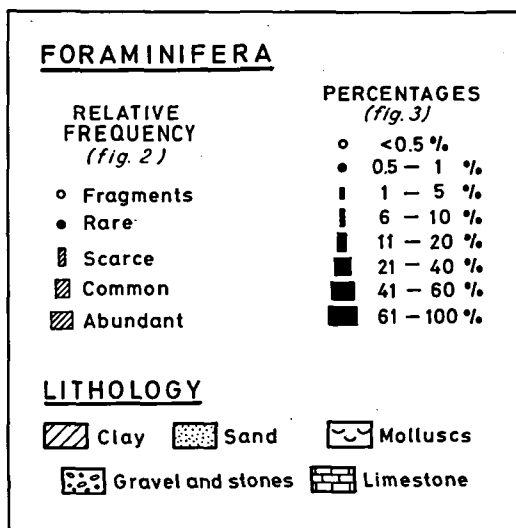 FORAMINIFERA
RELATIVE
FREQUENCY
(fig. 2)
Fragments
Rare
Scarce
Common
Abundant
PERCENTAGES
(fig. 3)
<0.5 %
0.5 – 1 %
1 – 5 %
6 – 10 %
11 – 20 %
21 – 40 %
41 – 60 %
61 – 100 %
LITHOLOGY
Clay Sand Molluscs
Gravel and stones Limestone